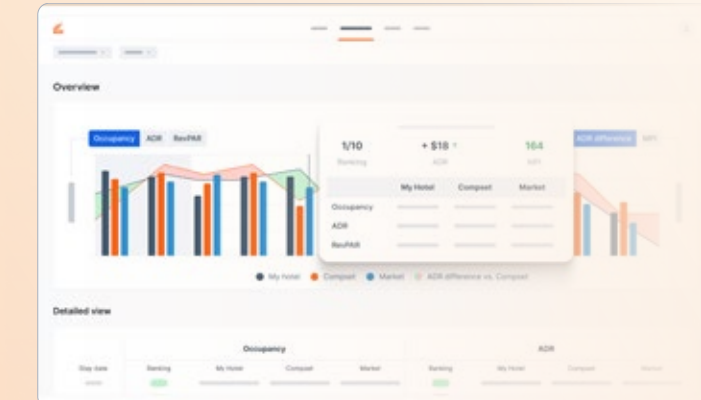 Overview
Occupancy ADR RevPAR
ADR difference MPI
1/10 + $18 164
Ranking ADR MPI
My Hotel Compset Market
Occupancy
ADR
RevPAR
My hotel Compset Market ADR difference vs. Compset
Detailed view
Occupancy ADR
Stay date Ranking My Hotel Compset Market Ranking My Hotel Compset Market